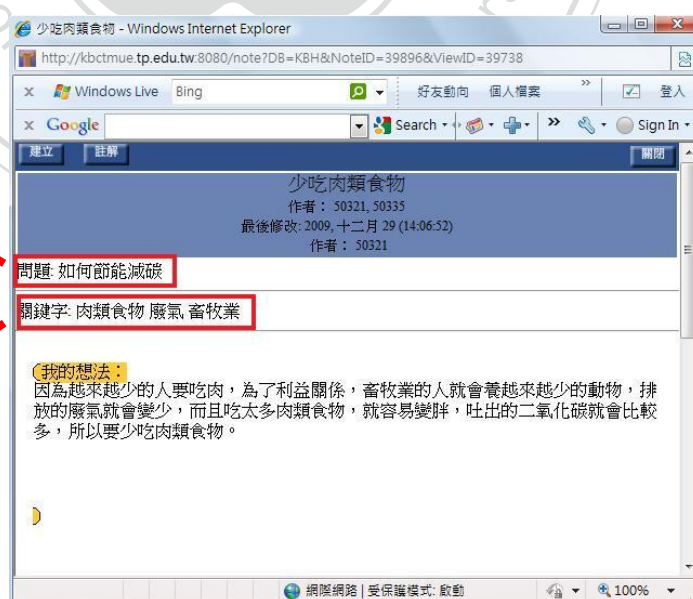 少吃肉類食物 - Windows Internet Explorer
http://kbctmue.tp.edu.tw:8080/note?DB=KBH&NoteID=39896&ViewID=39738
x Windows Live Bing 好友動向 個人檔案 » 登入
x Google Search » Sign In
建立 註解 關閉
少吃肉類食物
作者： 50321, 50335
最後修改: 2009, 十二月 29 (14:06:52)
作者： 50321
問題: 如何節能減碳
關鍵字: 肉類食物 廢氣 畜牧業
(我的想法：
因為越來越少的人要吃肉，為了利益關係，畜牧業的人就會養越來越少的動物，排
放的廢氣就會變少，而且吃太多肉類食物，就容易變胖，吐出的二氧化碳就會比較
多，所以要少吃肉類食物。
)
網際網路 | 受保護模式: 啟動 100%